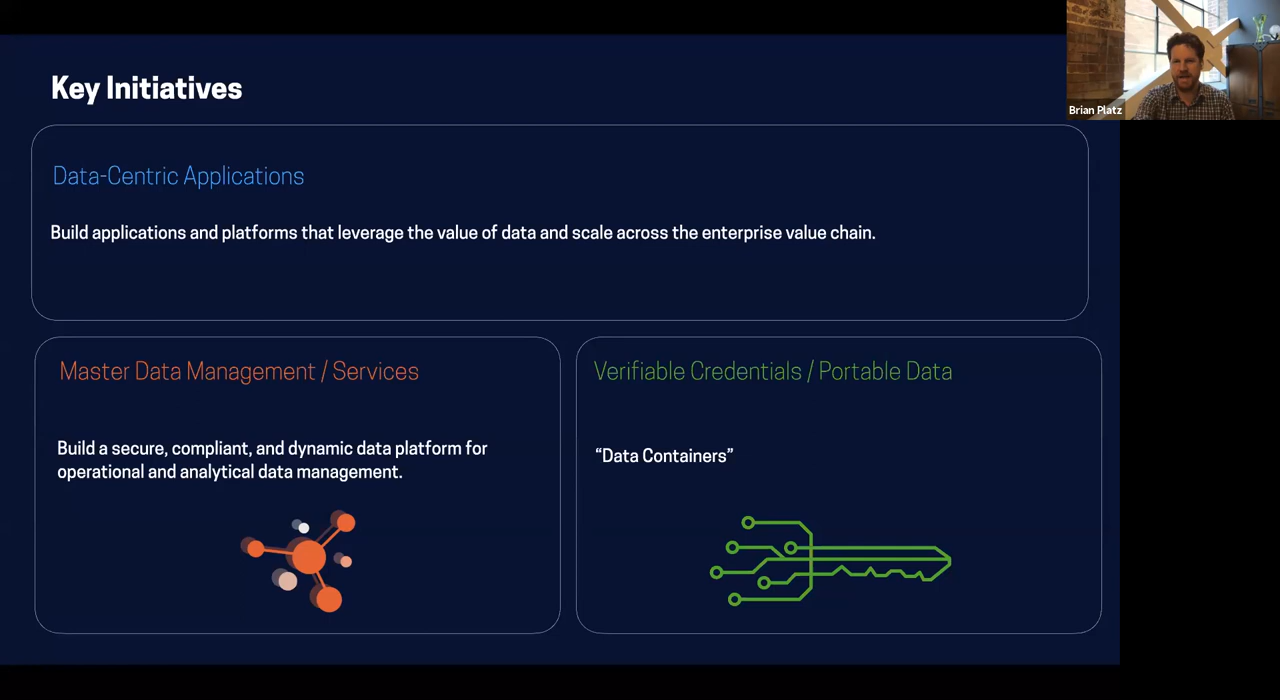 Key Initiatives
Brian Platz
Data-Centric Applications
Build applications and platforms that leverage the value of data and scale across the enterprise value chain.
Master Data Management / Services
Build a secure, compliant, and dynamic data platform for
operational and analytical data management.
Verifiable Credentials / Portable Data
“Data Containers”